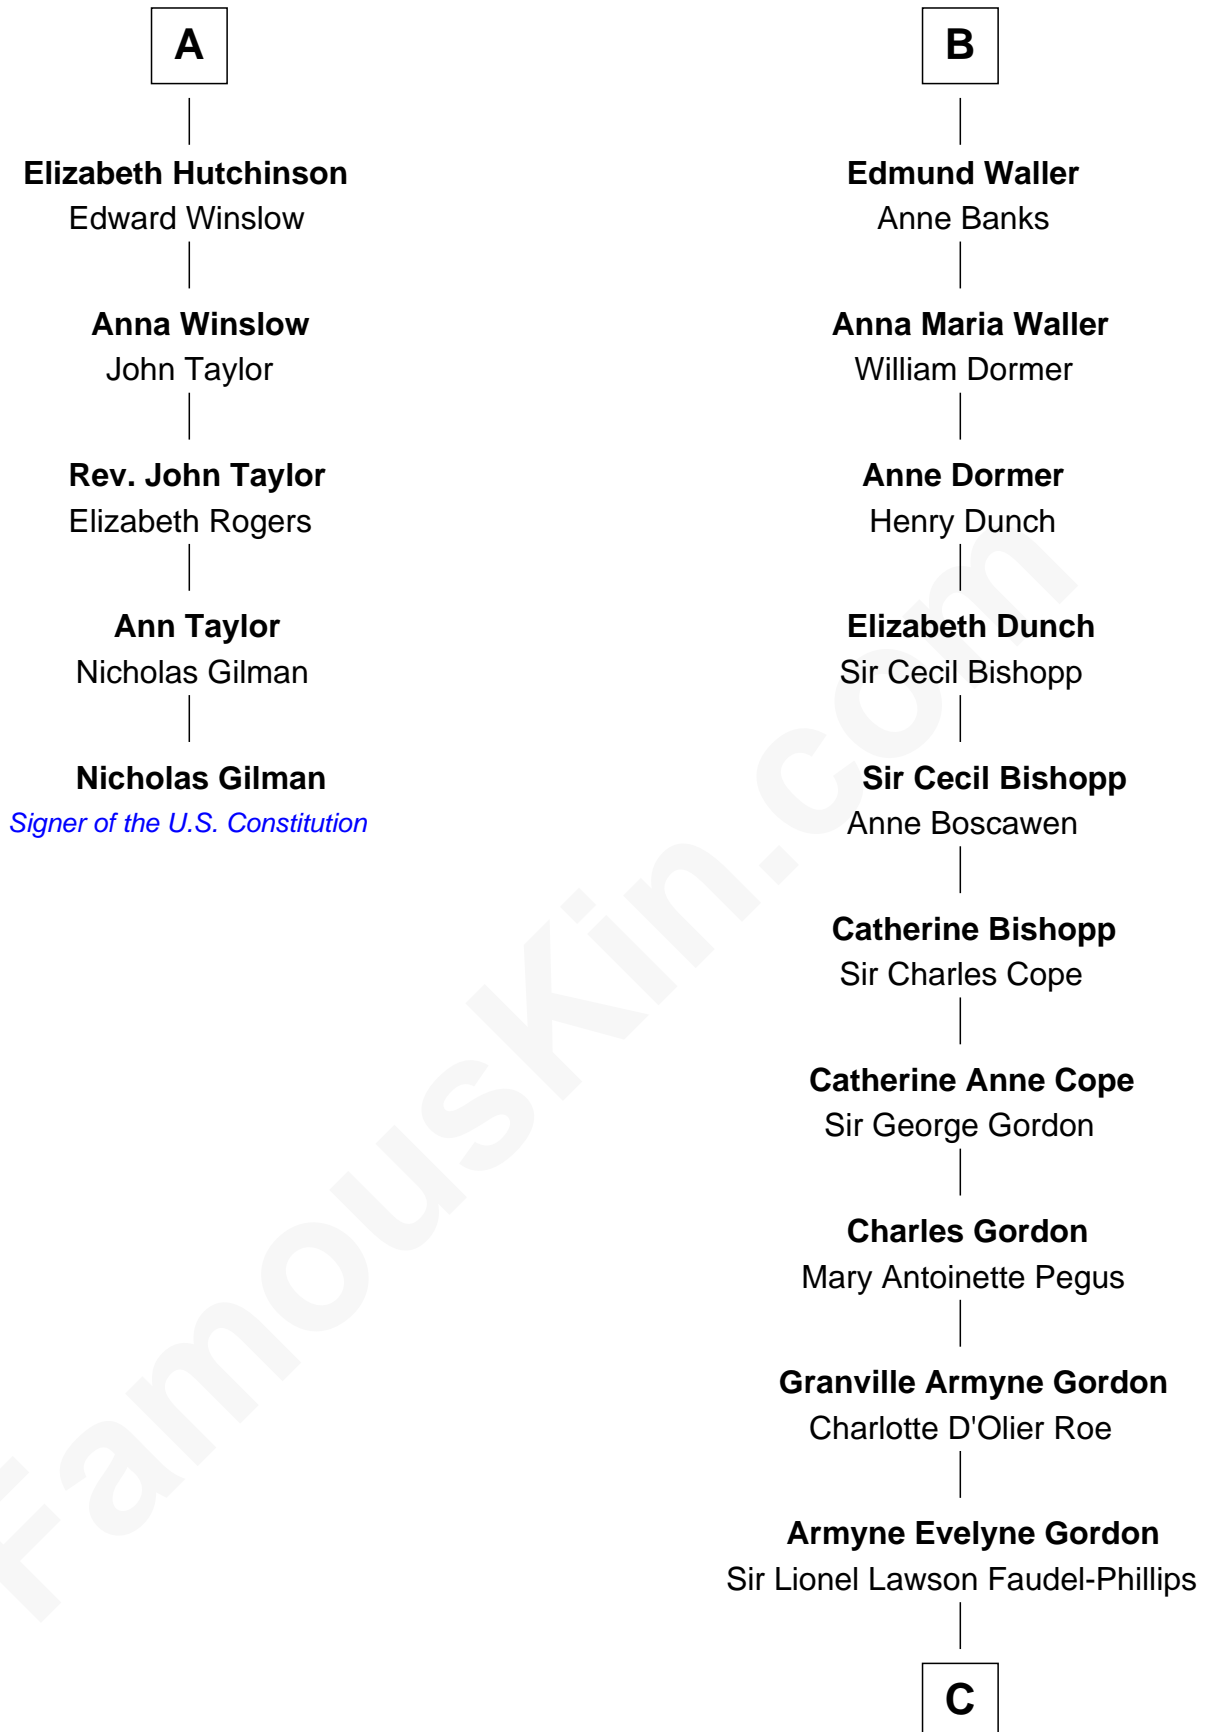 A
Elizabeth Hutchinson
Edward Winslow
Anna Winslow
John Taylor
Rev. John Taylor
Elizabeth Rogers
Ann Taylor
Nicholas Gilman
Nicholas Gilman
Signer of the U.S. Constitution
B
Edmund Waller
Anne Banks
Anna Maria Waller
William Dormer
Anne Dormer
Henry Dunch
Elizabeth Dunch
Sir Cecil Bishopp
Sir Cecil Bishopp
Anne Boscawen
Catherine Bishopp
Sir Charles Cope
Catherine Anne Cope
Sir George Gordon
Charles Gordon
Mary Antoinette Pegus
Granville Armyne Gordon
Charlotte D'Olier Roe
Armyne Evelyne Gordon
Sir Lionel Lawson Faudel-Phillips
C
FamousKin.com